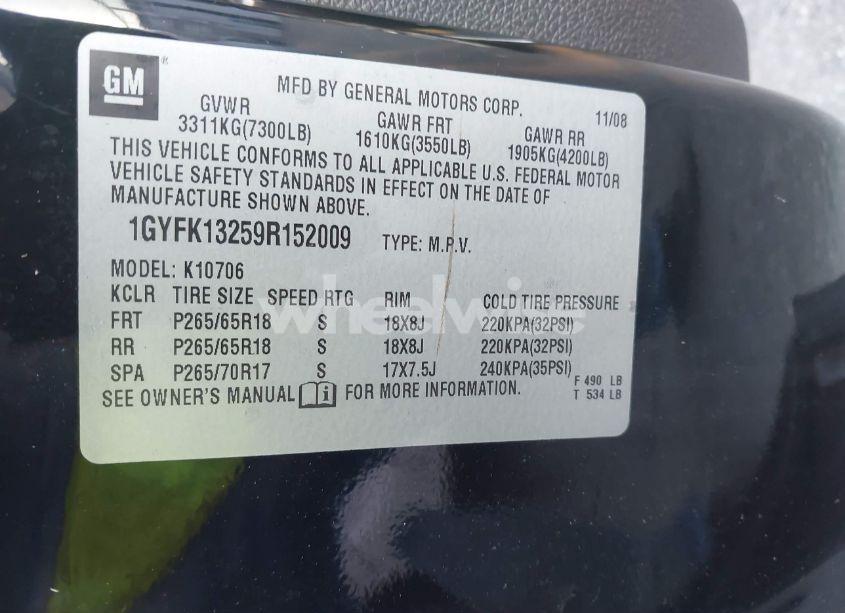 GM
MFD BY GENERAL MOTORS CORP. 11/08
GVWR GAWR FRT GAWR RR
3311KG(7300LB) 1610KG(3550LB) 1905KG(4200LB)
THIS VEHICLE CONFORMS TO ALL APPLICABLE U.S. FEDERAL MOTOR
VEHICLE SAFETY STANDARDS IN EFFECT ON THE DATE OF
MANUFACTURE SHOWN ABOVE.
1GYFK13259R152009 TYPE: M.P.V.
MODEL: K10706
KCLR TIRE SIZE SPEED RTG RIM COLD TIRE PRESSURE
FRT P265/65R18 S 18X8J 220KPA(32PSI)
RR P265/65R18 S 18X8J 220KPA(32PSI)
SPA P265/70R17 S 17X7.5J 240KPA(35PSI)
F 490 LB
T 534 LB
SEE OWNER'S MANUAL i FOR MORE INFORMATION.
wheelwire